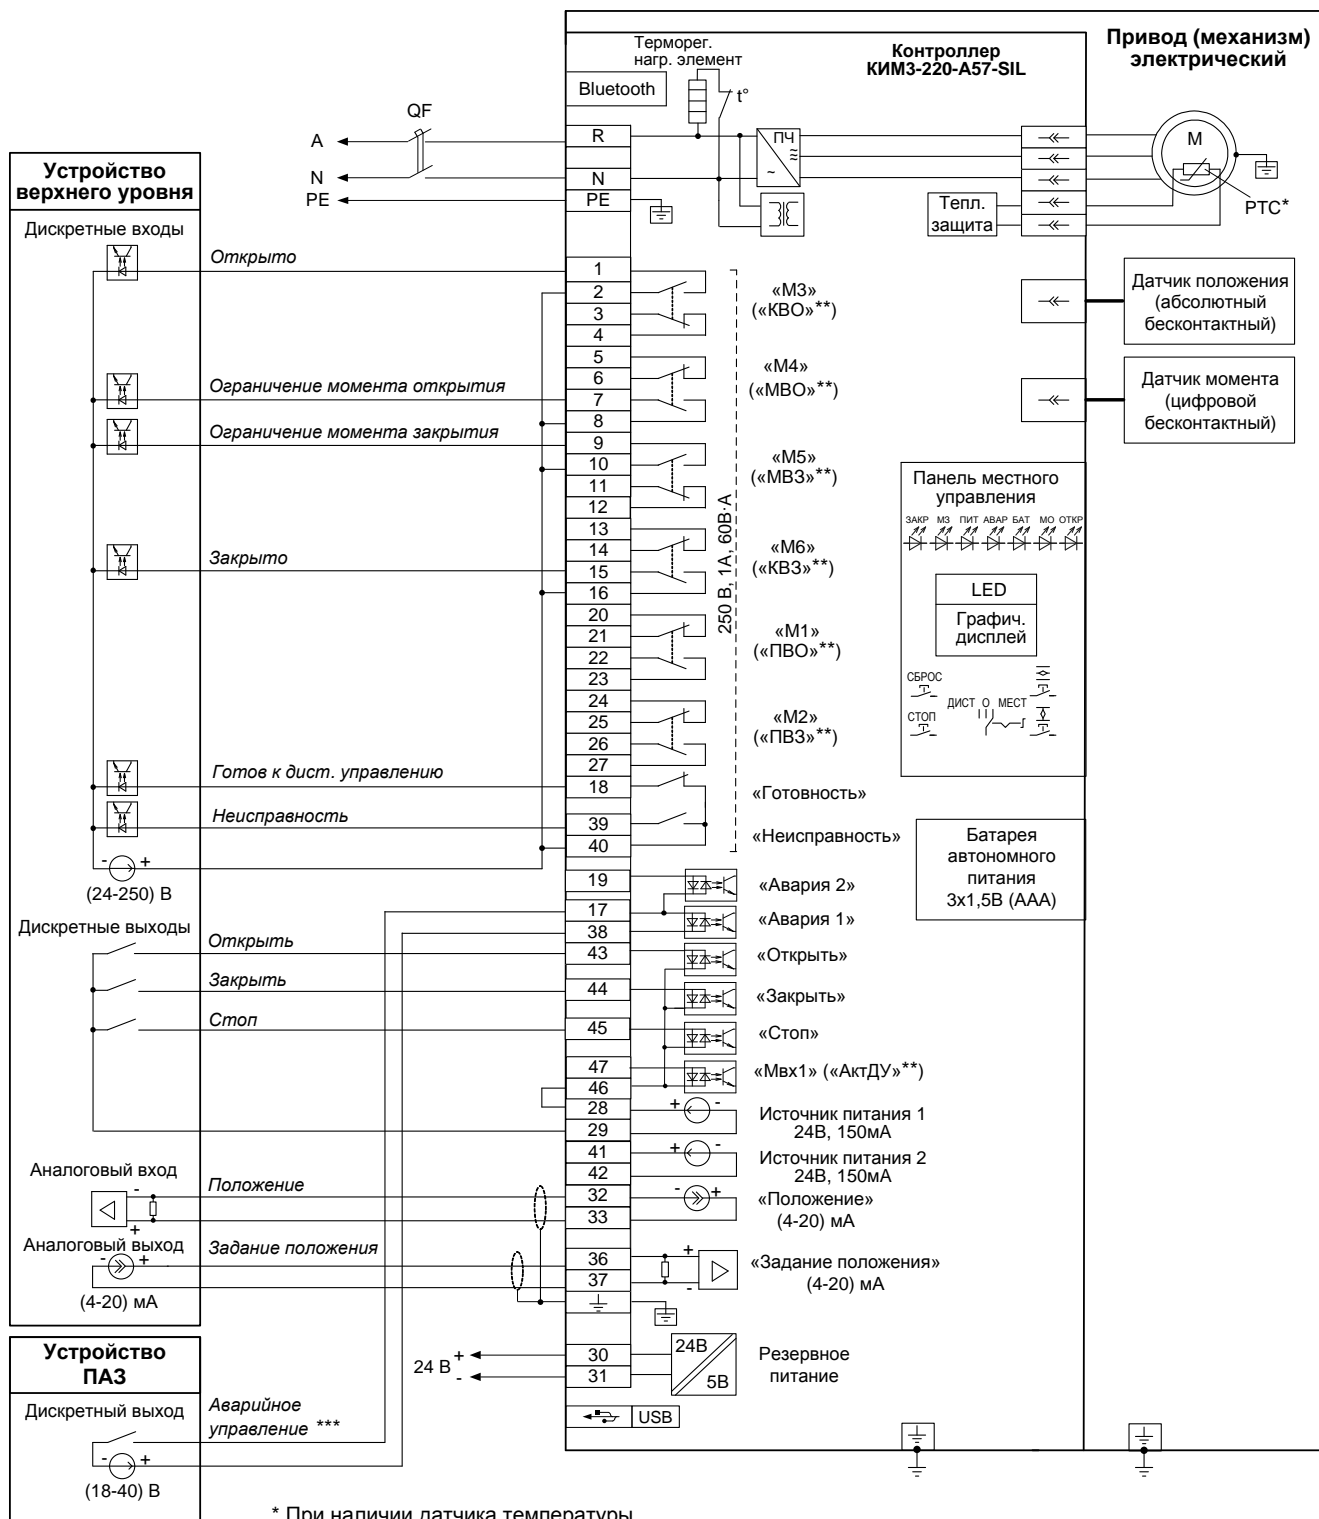 Контроллер
КИМ3-220-А57-SIL
Привод (механизм)
электрический
Терморег.
нагр. элемент
Bluetooth
t°
QF
A
N
PE
R
N
PE
ПЧ
≈
~
Тепл.
защита
М
РТС*
Устройство
верхнего уровня
Дискретные входы
Открыто
Ограничение момента открытия
Ограничение момента закрытия
Закрыто
Готов к дист. управлению
Неисправность
- +
(24-250) В
Дискретные выходы
Открыть
Закрыть
Стоп
Аналоговый вход
-
+
Положение
Аналоговый выход
- +
Задание положения
(4-20) мА
Устройство
ПАЗ
Дискретный выход
Аварийное
управление ***
- +
(18-40) В
1
2
3
4
5
6
7
8
9
10
11
12
13
14
15
16
20
21
22
23
24
25
26
27
18
39
40
19
17
38
43
44
45
47
46
28
29
41
42
32
33
36
37
30
31
24 В + -
USB
«М3»
(«КВО»**)
«М4»
(«МВО»**)
«М5»
(«МВЗ»**)
«М6»
(«КВЗ»**)
«М1»
(«ПВО»**)
«М2»
(«ПВЗ»**)
250 В, 1А, 60В·А
«Готовность»
«Неисправность»
«Авария 2»
«Авария 1»
«Открыть»
«Закрыть»
«Стоп»
«Мвх1» («АктДУ»**)
+ -
Источник питания 1
24В, 150мА
+ -
Источник питания 2
24В, 150мА
- +
«Положение»
(4-20) мА
+
-
«Задание положения»
(4-20) мА
24В
5В
Резервное
питание
Датчик положения
(абсолютный
бесконтактный)
Датчик момента
(цифровой
бесконтактный)
Панель местного
управления
ЗАКР МЗ ПИТ АВАР БАТ МО ОТКР
LED
Графич.
дисплей
СБРОС
СТОП
ДИСТ О МЕСТ
Батарея
автономного
питания
3x1,5В (ААА)
* При наличии датчика температуры